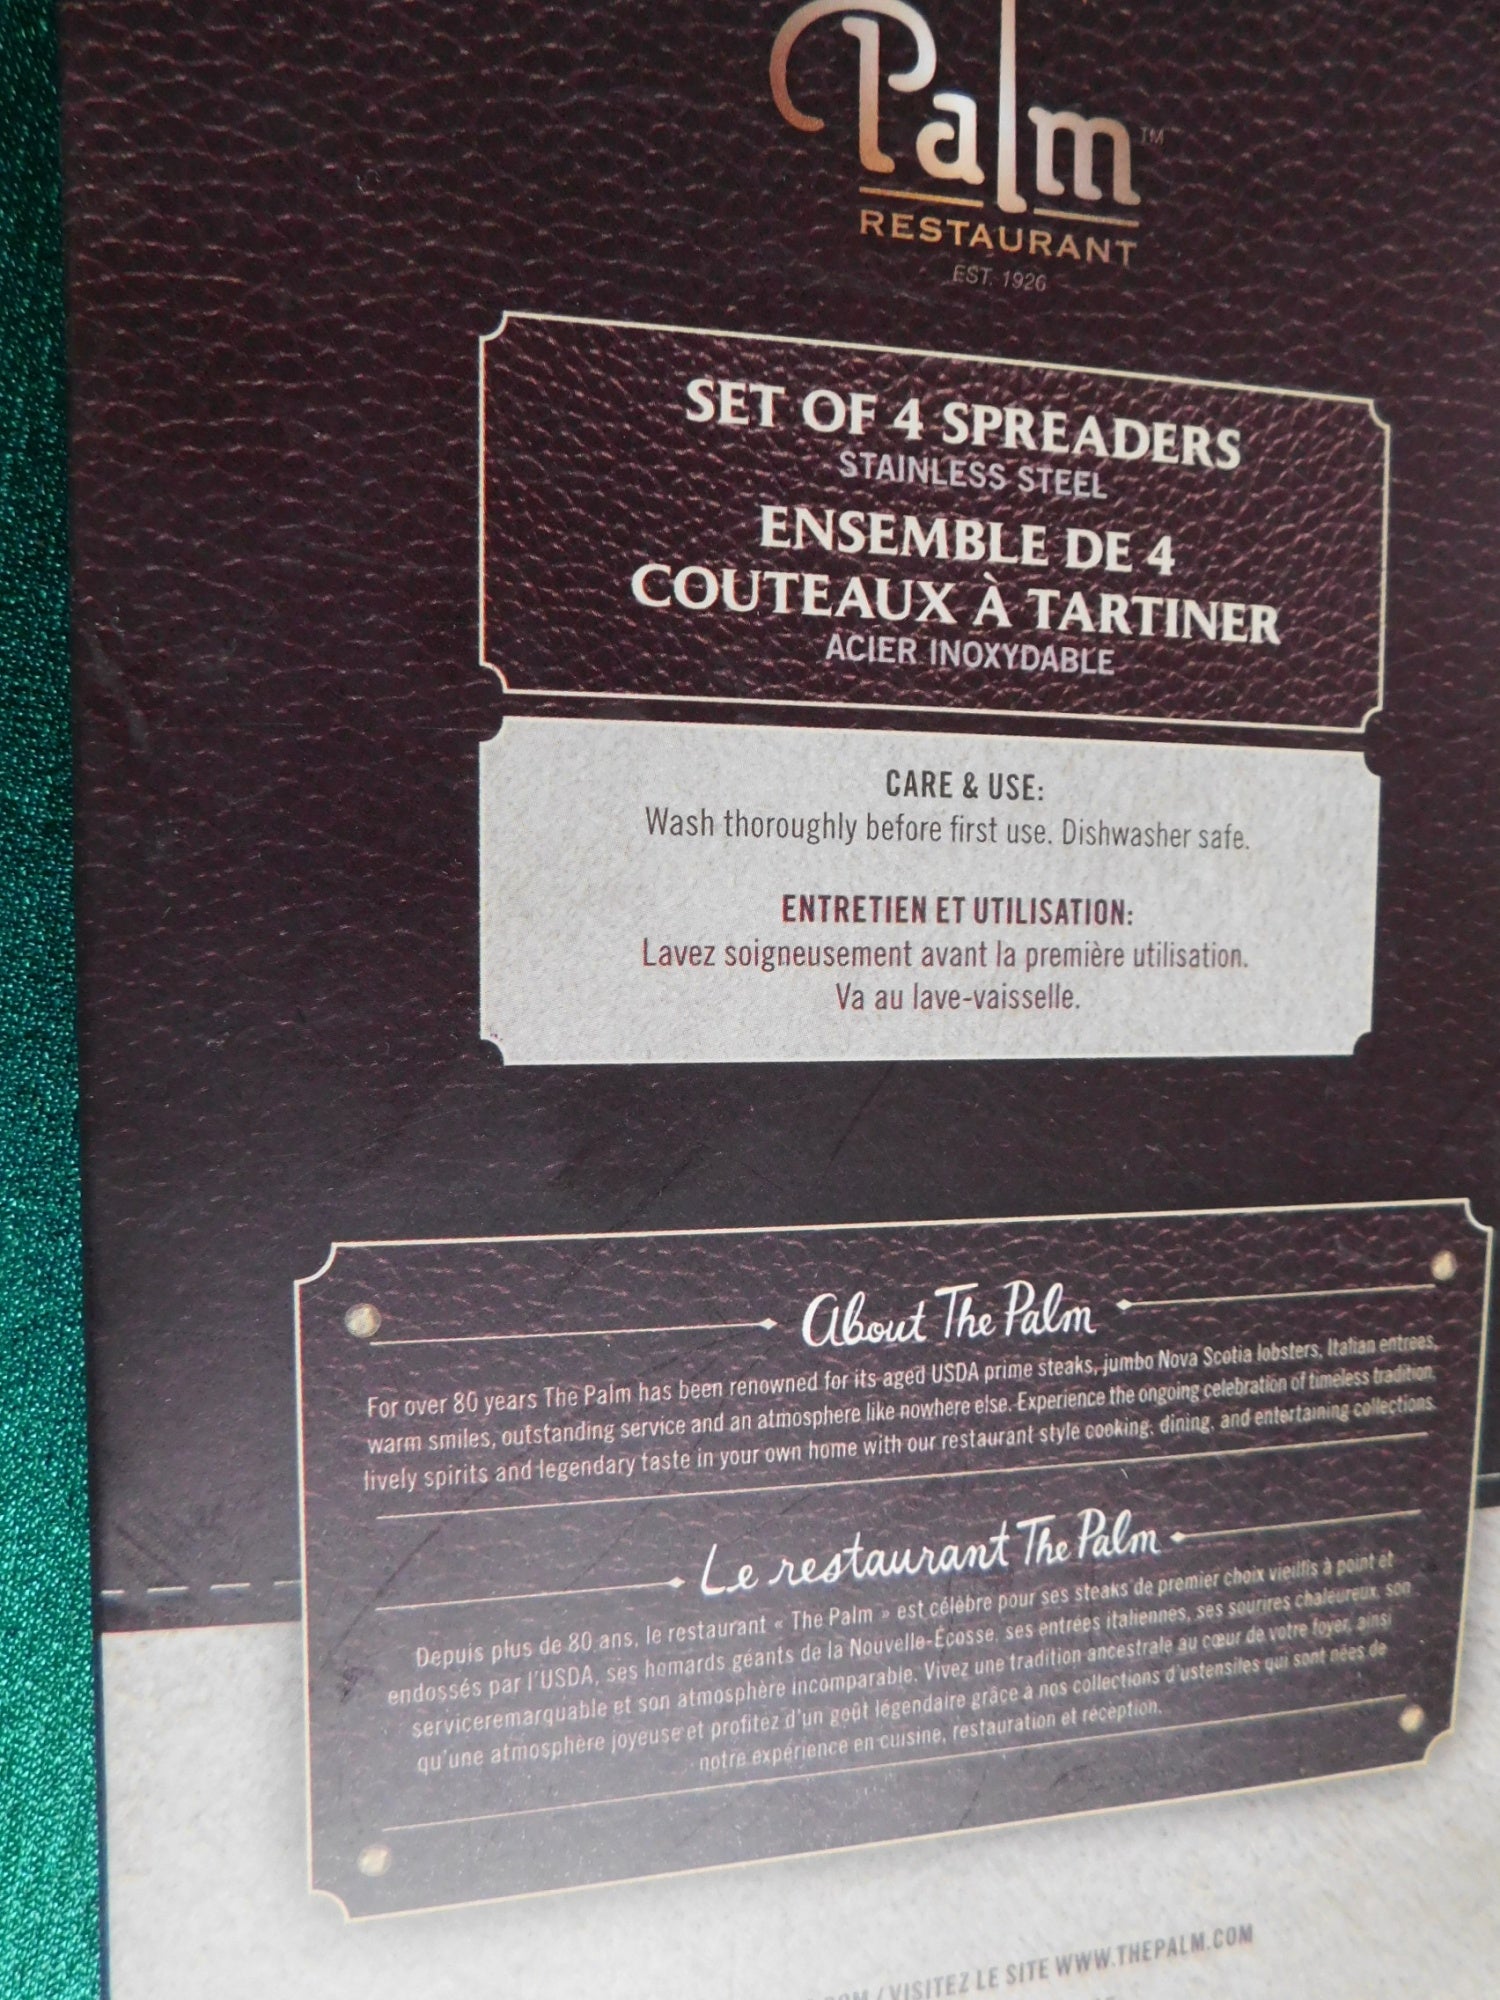 Palm™
RESTAURANT
EST. 1926
SET OF 4 SPREADERS
STAINLESS STEEL
ENSEMBLE DE 4
COUTEAUX À TARTINER
ACIER INOXYDABLE
CARE & USE:
Wash thoroughly before first use. Dishwasher safe.
ENTRETIEN ET UTILISATION:
Lavez soigneusement avant la première utilisation.
Va au lave-vaisselle.
About The Palm
For over 80 years The Palm has been renowned for its aged USDA prime steaks, jumbo Nova Scotia lobsters, Italian entrees,
warm smiles, outstanding service and an atmosphere like nowhere else. Experience the ongoing celebration of timeless tradition,
lively spirits and legendary taste in your own home with our restaurant style cooking, dining, and entertaining collections.
Le restaurant The Palm
Depuis plus de 80 ans, le restaurant « The Palm » est célèbre pour ses steaks de premier choix vieillis à point et
endossés par l'USDA, ses homards géants de la Nouvelle-Écosse, ses entrées italiennes, ses sourires chaleureux, son
serviceremarquable et son atmosphère incomparable. Vivez une tradition ancestrale au cœur de votre foyer, ainsi
qu'une atmosphère joyeuse et profitez d'un goût légendaire grâce à nos collections d'ustensiles qui sont nées de
notre expérience en cuisine, restauration et réception.
/ VISITEZ LE SITE WWW.THEPALM.COM